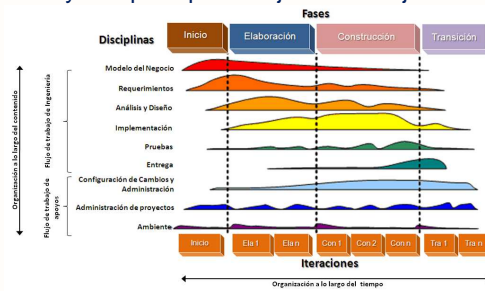 Fases
Disciplinas
Inicio
Elaboración
Construcción
Transición
Modelo del Negocio
Requerimientos
Análisis y Diseño
Implementación
Pruebas
Entrega
Configuración de Cambios y
Administración
Administración de proyectos
Ambiente
Organización a lo largo del contenido
Flujo de trabajo de Ingeniería
Flujo de trabajo de
apoyos
Inicio
Ela 1
Ela n
Con 1
Con 2
Con n
Tra 1
Tra n
Iteraciones
Organización a lo largo del tiempo